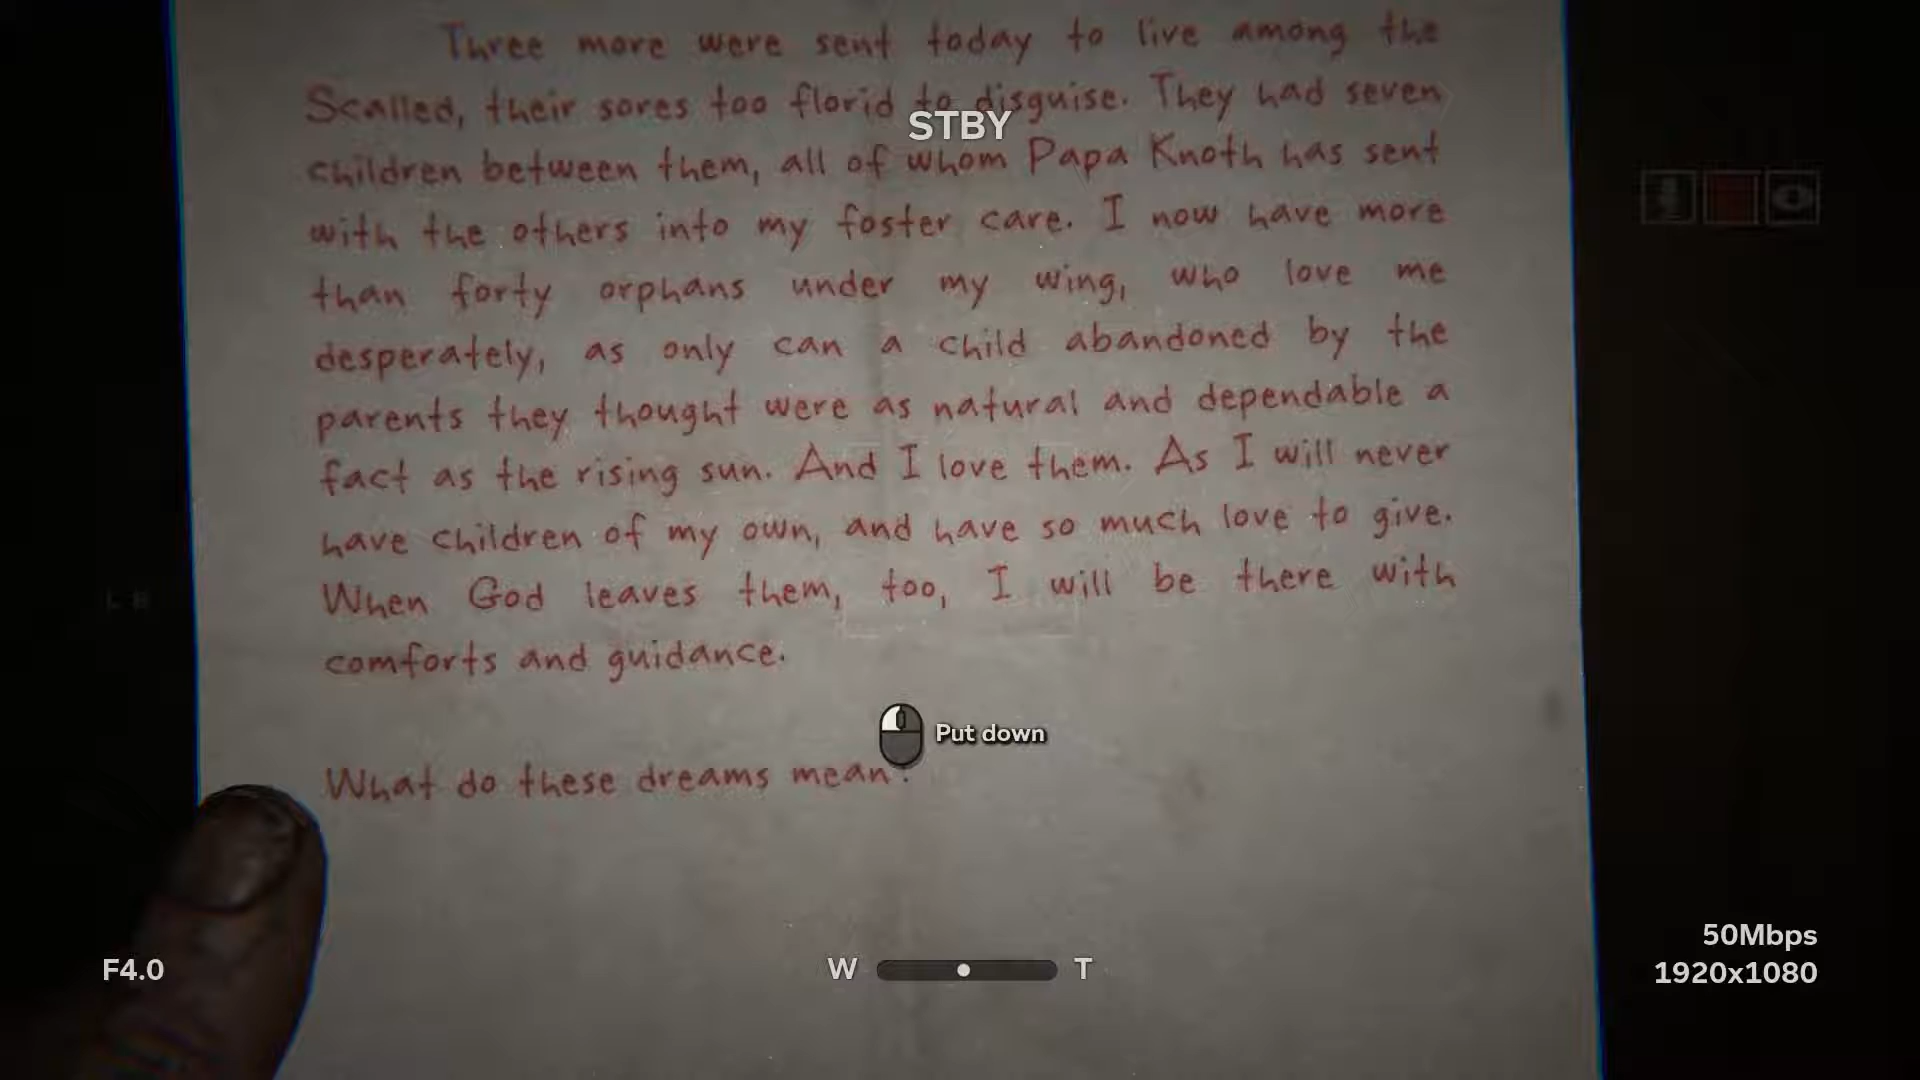 Three more were sent today to live among the
Scalled, their sores too florid to disguise. They had seven
STBY
children between them, all of whom Papa Knoth has sent
with the others into my foster care. I now have more
than forty orphans under my wing, who love me
desperately, as only can a child abandoned by the
parents they thought were as natural and dependable a
fact as the rising sun. And I love them. As I will never
have children of my own, and have so much love to give.
When God leaves them, too, I will be there with
comforts and guidance.
Put down
What do these dreams mean?
50Mbps
F4.0
W T
1920x1080